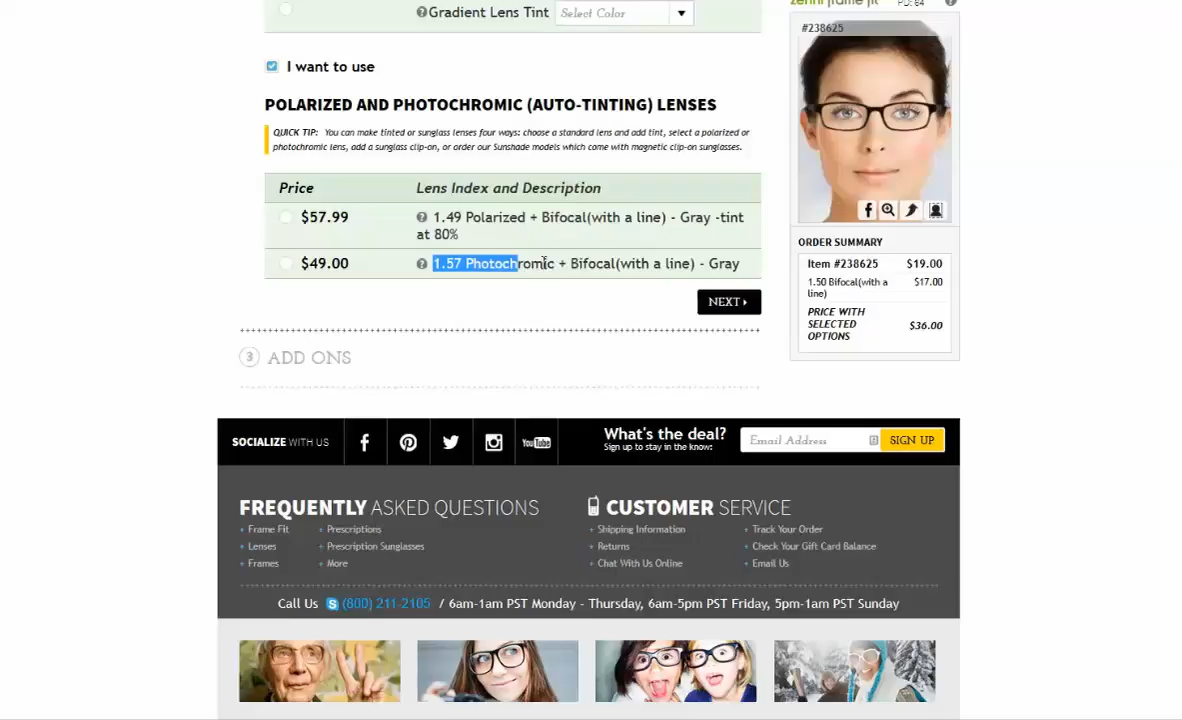 Gradient Lens Tint Select Color
zenni frame fit PD: 64
#238625
I want to use
POLARIZED AND PHOTOCHROMIC (AUTO-TINTING) LENSES
QUICK TIP: You can make tinted or sunglass lenses four ways: choose a standard lens and add tint, select a polarized or
photochromic lens, add a sunglass clip-on, or order our Sunshade models which come with magnetic clip-on sunglasses.
Price Lens Index and Description
$57.99 1.49 Polarized + Bifocal(with a line) - Gray -tint
at 80%
$49.00 1.57 Photochromic + Bifocal(with a line) - Gray
NEXT
ORDER SUMMARY
Item #238625 $19.00
1.50 Bifocal(with a $17.00
line)
PRICE WITH
SELECTED $36.00
OPTIONS
3 ADD ONS
SOCIALIZE WITH US
You Tube
What's the deal?
Sign up to stay in the know:
Email Address SIGN UP
FREQUENTLY ASKED QUESTIONS
+ Frame Fit + Prescriptions
+ Lenses + Prescription Sunglasses
+ Frames + More
CUSTOMER SERVICE
+ Shipping Information + Track Your Order
+ Returns + Check Your Gift Card Balance
+ Chat With Us Online + Email Us
Call Us (800) 211-2105 / 6am-1am PST Monday - Thursday, 6am-5pm PST Friday, 5pm-1am PST Sunday